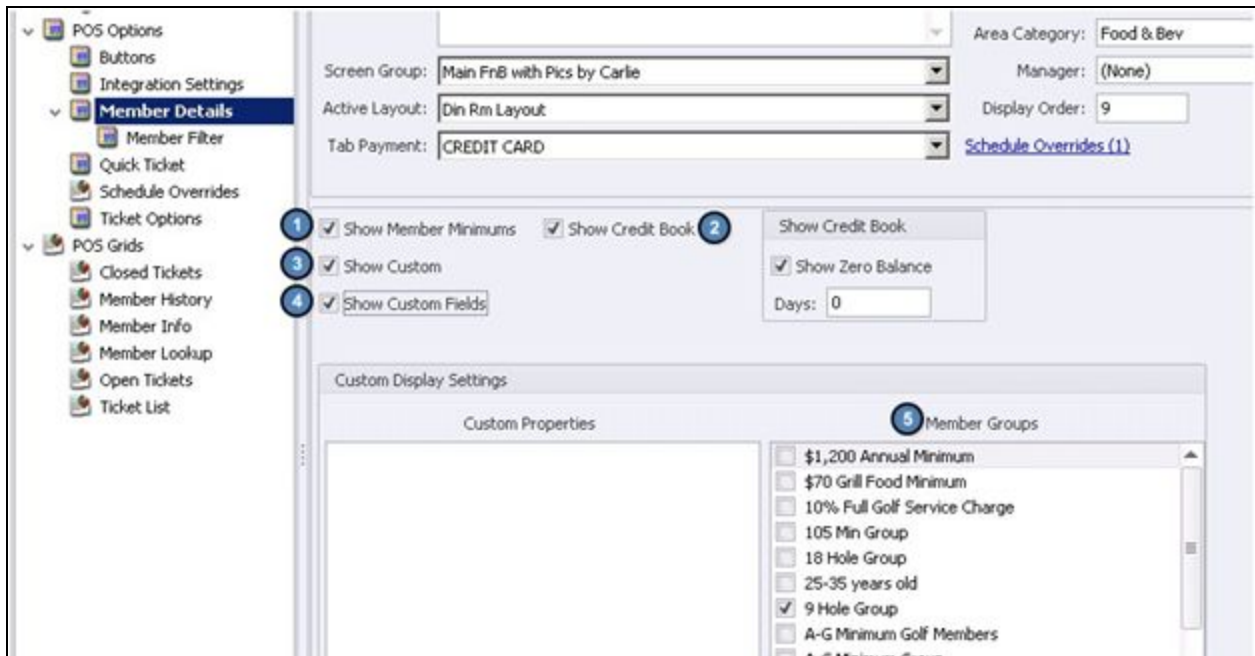 POS Options
Buttons
Integration Settings
Member Details
Member Filter
Quick Ticket
Schedule Overrides
Ticket Options
POS Grids
Closed Tickets
Member History
Member Info
Member Lookup
Open Tickets
Ticket List
Area Category: Food & Bev
Screen Group: Main FnB with Pics by Carlie
Manager: (None)
Active Layout: Din Rm Layout
Display Order: 9
Tab Payment: CREDIT CARD
Schedule Overrides (1)
1 Show Member Minimums Show Credit Book 2
3 Show Custom
4 Show Custom Fields
Show Credit Book
Show Zero Balance
Days: 0
Custom Display Settings
Custom Properties
5 Member Groups
$1,200 Annual Minimum
$70 Grill Food Minimum
10% Full Golf Service Charge
105 Min Group
18 Hole Group
25-35 years old
9 Hole Group
A-G Minimum Golf Members